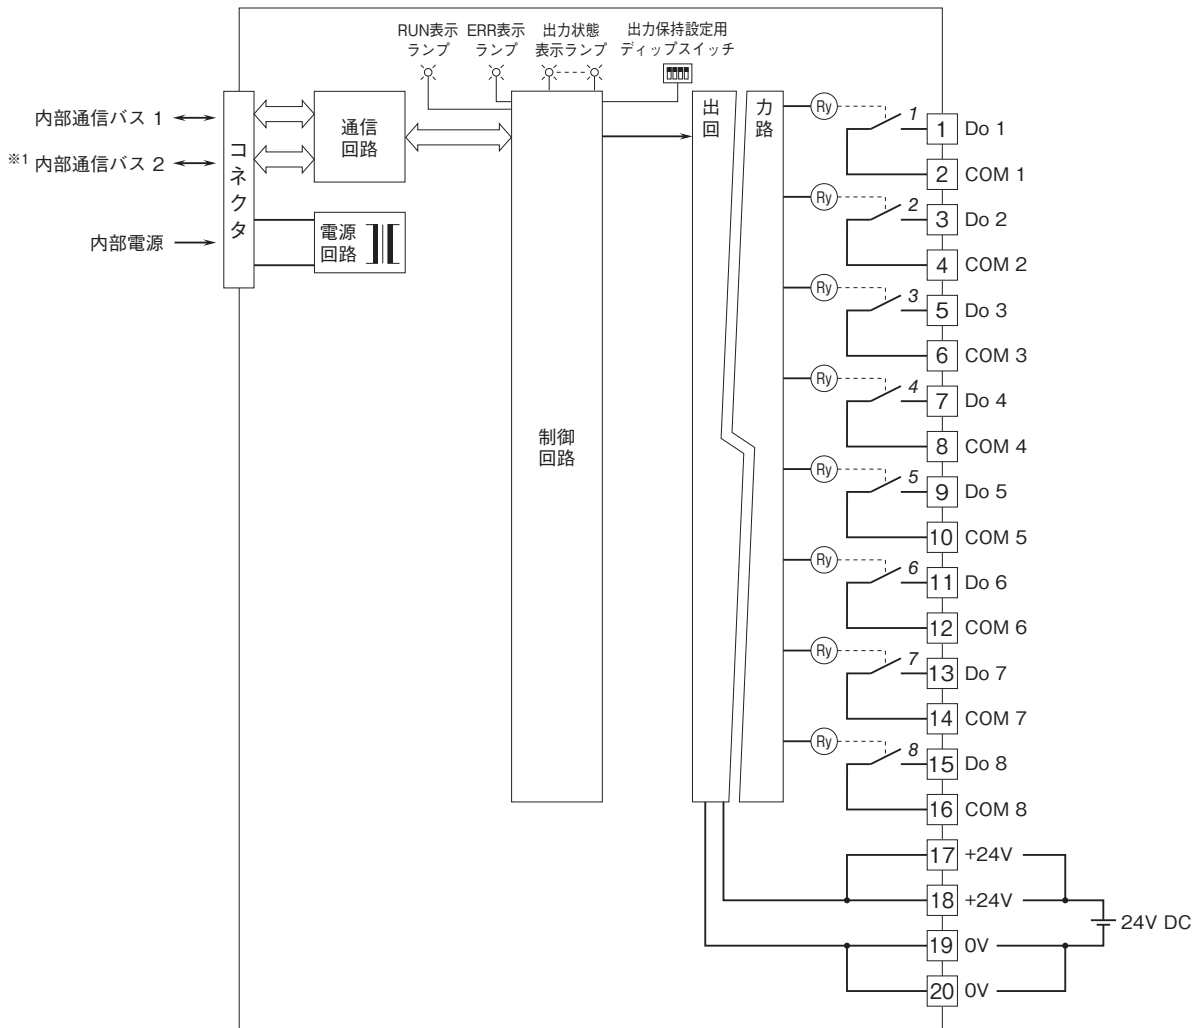 RUN表示
ランプ
ERR表示
ランプ
出力状態
表示ランプ
出力保持設定用
ディップスイッチ
内部通信バス 1
※1 内部通信バス 2
内部電源
コネクタ
通信
回路
電源
回路
制御
回路
出力
回路
Ry
1
1
Do 1
2
COM 1
Ry
2
3
Do 2
4
COM 2
Ry
3
5
Do 3
6
COM 3
Ry
4
7
Do 4
8
COM 4
Ry
5
9
Do 5
10
COM 5
Ry
6
11
Do 6
12
COM 6
Ry
7
13
Do 7
14
COM 7
Ry
8
15
Do 8
16
COM 8
17
+24V
18
+24V
24V DC
19
0V
20
0V